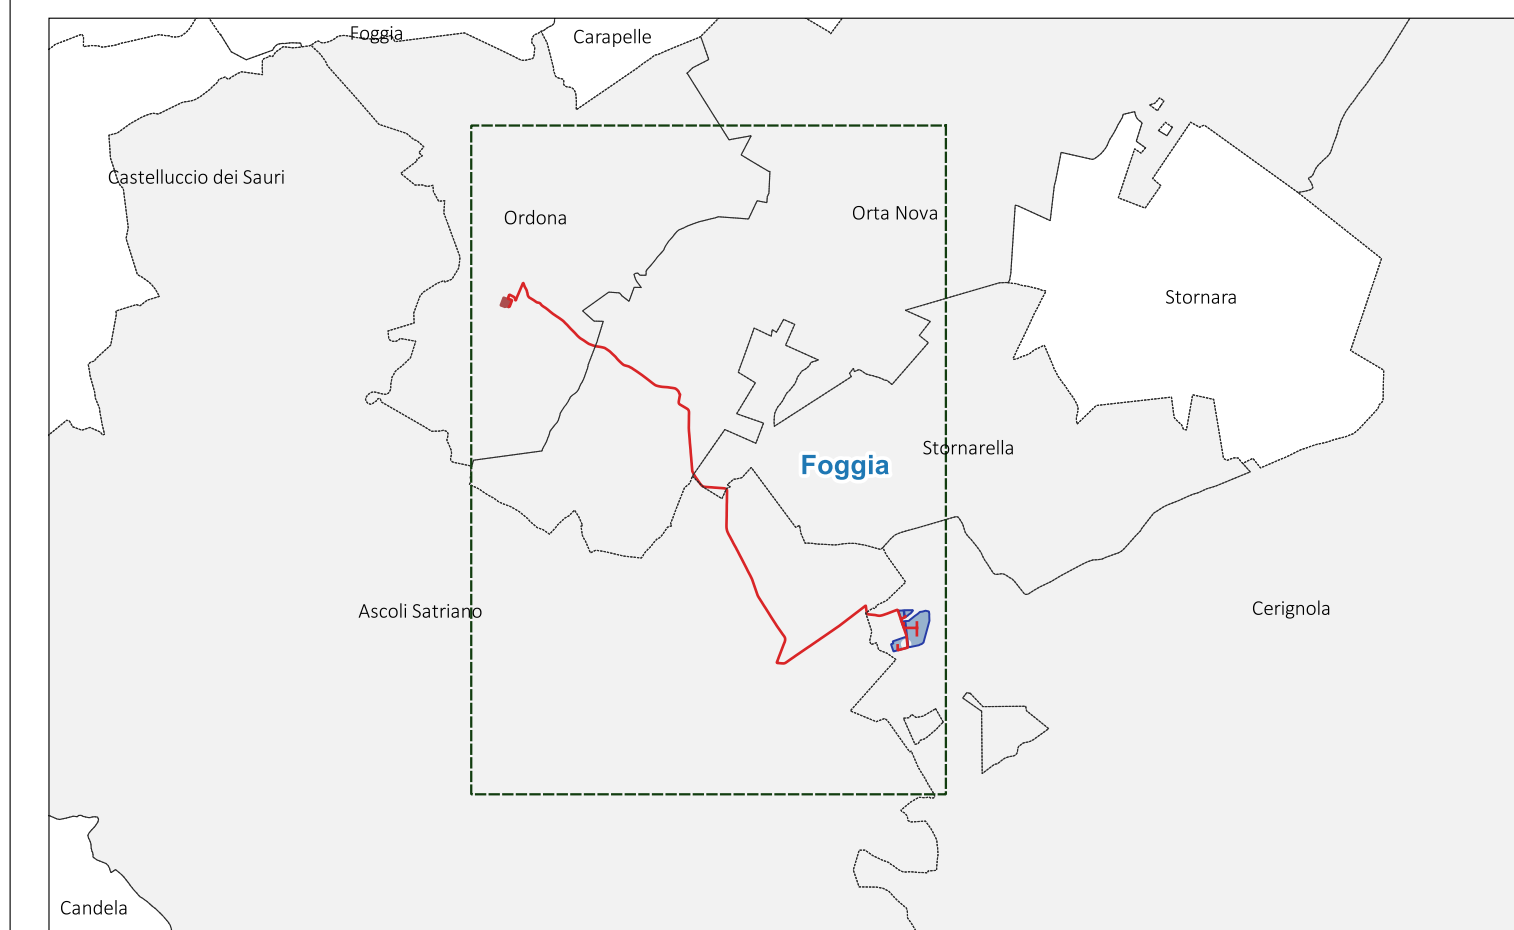 Foggia
Carapelle
Castelluccio dei Sauri
Ordona
Orta Nova
Stornara
Stornarella
Foggia
Ascoli Satriano
Cerignola
Candela